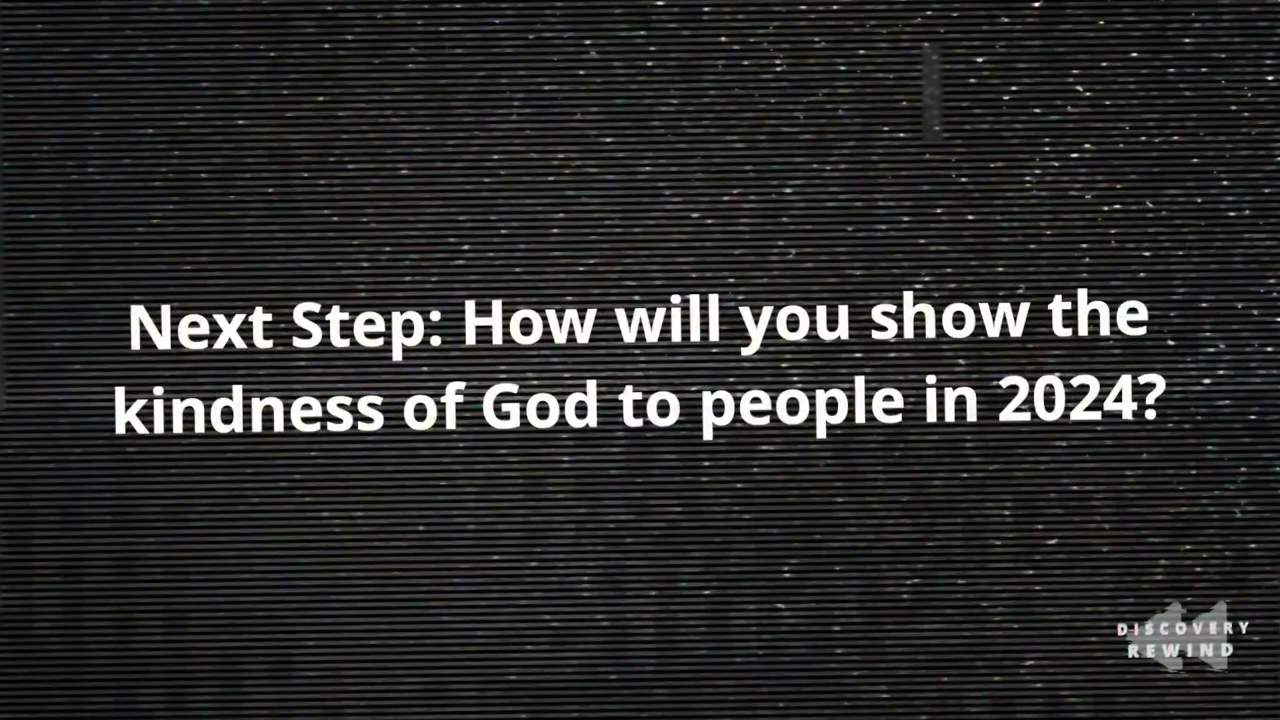 Next Step: How will you show the
kindness of God to people in 2024?
DISCOVERY
REWIND